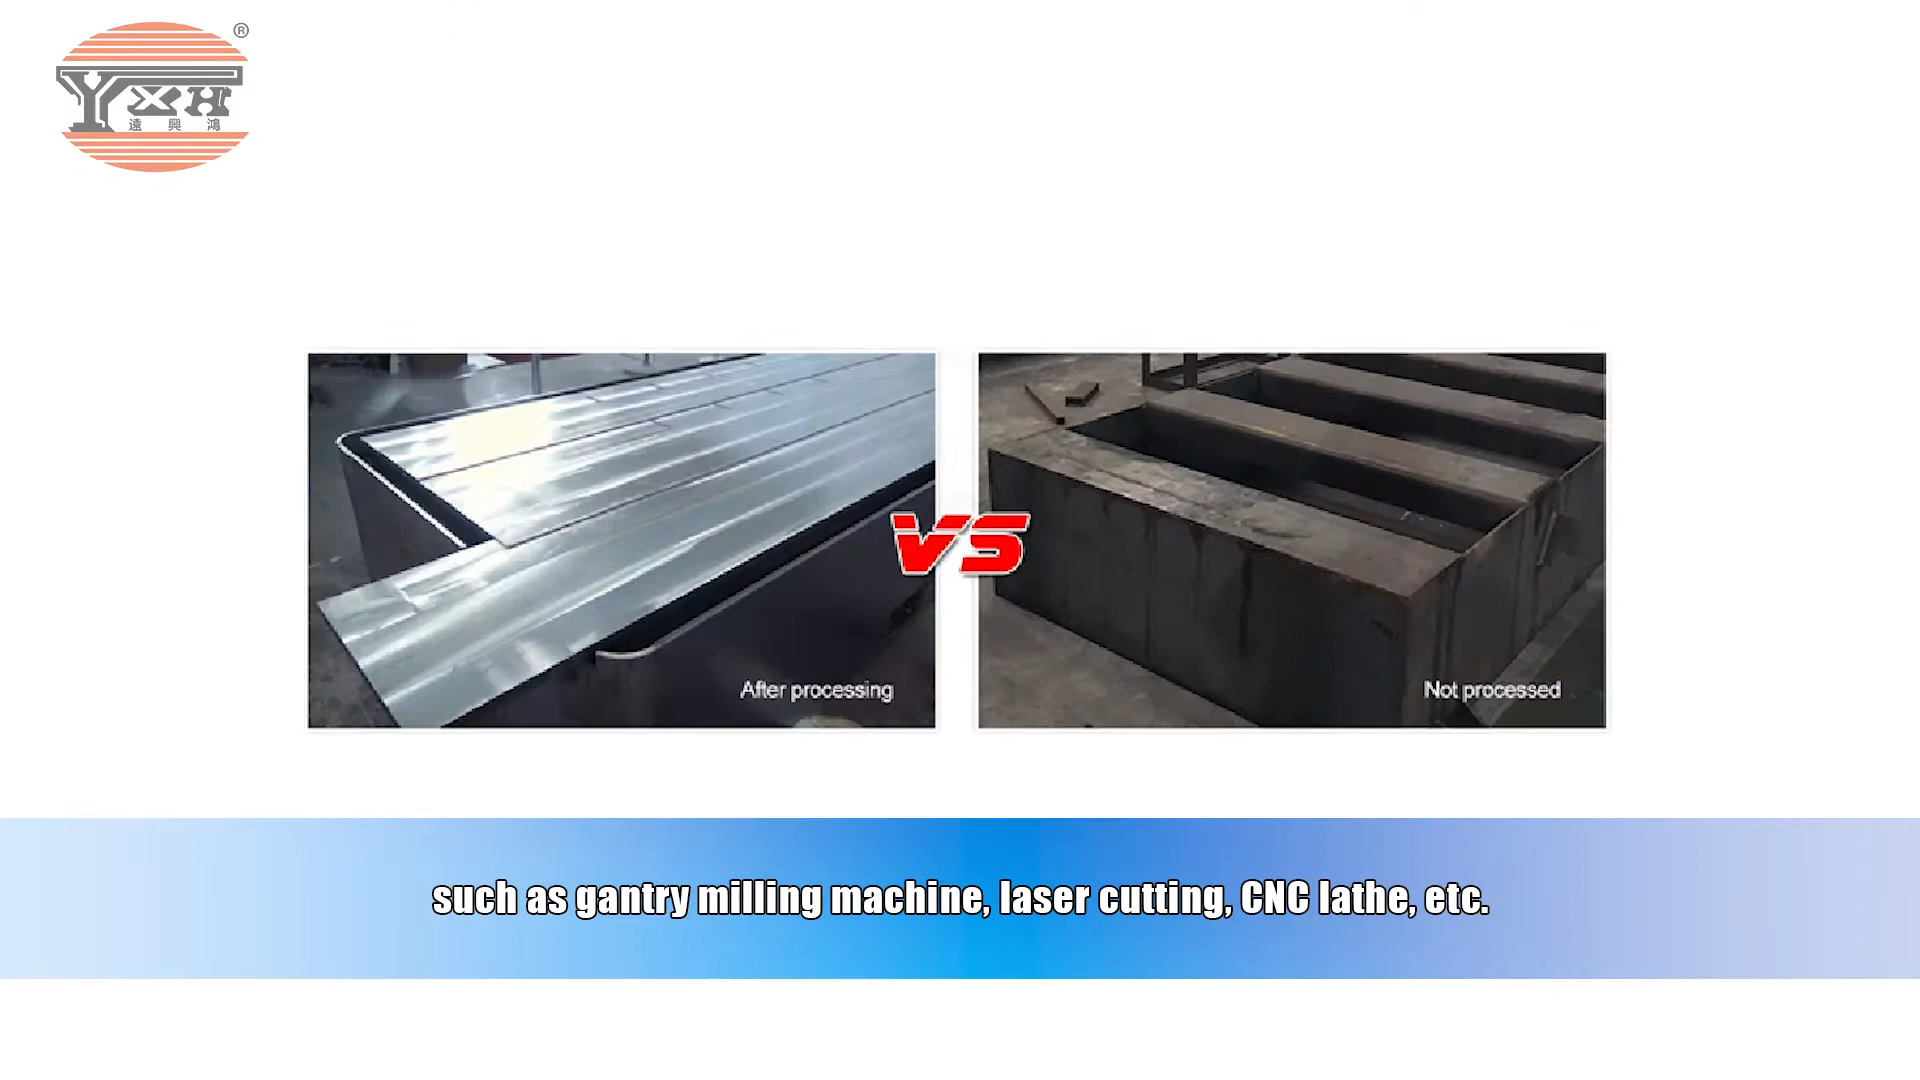 ®
YXH
遠興鴻
VS
After processing
Not processed
such as gantry milling machine, laser cutting, CNC lathe, etc.